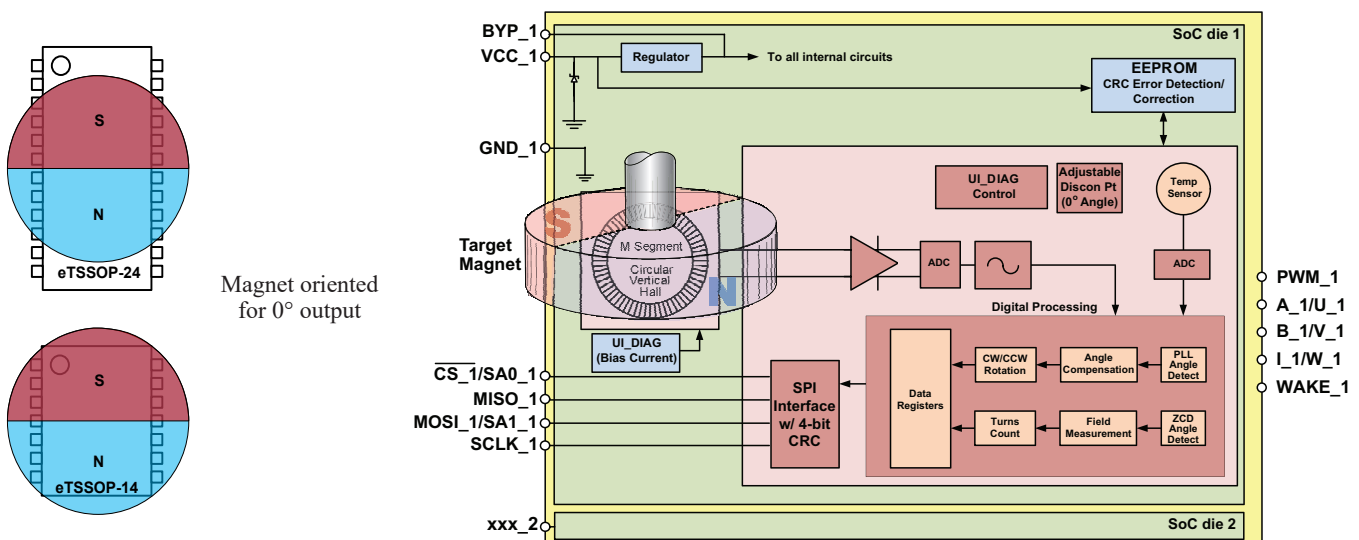 S
N
eTSSOP-24
Magnet oriented
for 0° output
S
N
eTSSOP-14
BYP_1
VCC_1
GND_1
Target
Magnet
CS_1/SA0_1
MISO_1
MOSI_1/SA1_1
SCLK_1
xxx_2
SoC die 1
Regulator
To all internal circuits
EEPROM
CRC Error Detection/
Correction
UI_DIAG
Control
Adjustable
Discon Pt
(0° Angle)
Temp
Sensor
S
M Segment
Circular
Vertical
Hall
N
ADC
ADC
Digital Processing
UI_DIAG
(Bias Current)
SPI
Interface
w/ 4-bit
CRC
Data
Registers
CW/CCW
Rotation
Angle
Compensation
PLL
Angle
Detect
Turns
Count
Field
Measurement
ZCD
Angle
Detect
PWM_1
A_1/U_1
B_1/V_1
I_1/W_1
WAKE_1
SoC die 2